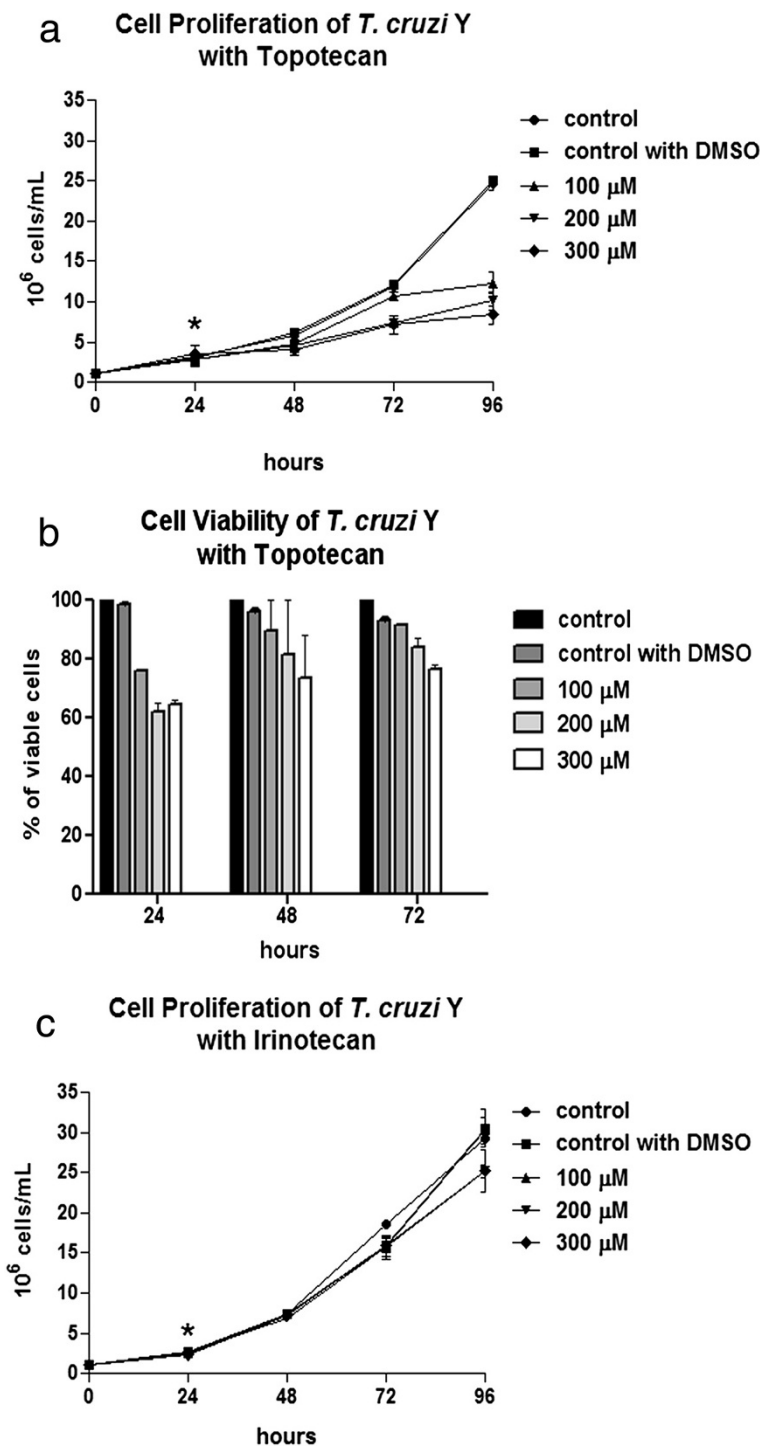 a
Cell Proliferation of T. cruzi Y
with Topotecan
10⁶ cells/mL
35
30
25
20
15
10
5
0
*
0 24 48 72 96
hours
control
control with DMSO
100 µM
200 µM
300 µM
b
Cell Viability of T. cruzi Y
with Topotecan
% of viable cells
100
80
60
40
20
0
24 48 72
hours
control
control with DMSO
100 µM
200 µM
300 µM
c
Cell Proliferation of T. cruzi Y
with Irinotecan
10⁶ cells/mL
35
30
25
20
15
10
5
0
*
0 24 48 72 96
hours
control
control with DMSO
100 µM
200 µM
300 µM